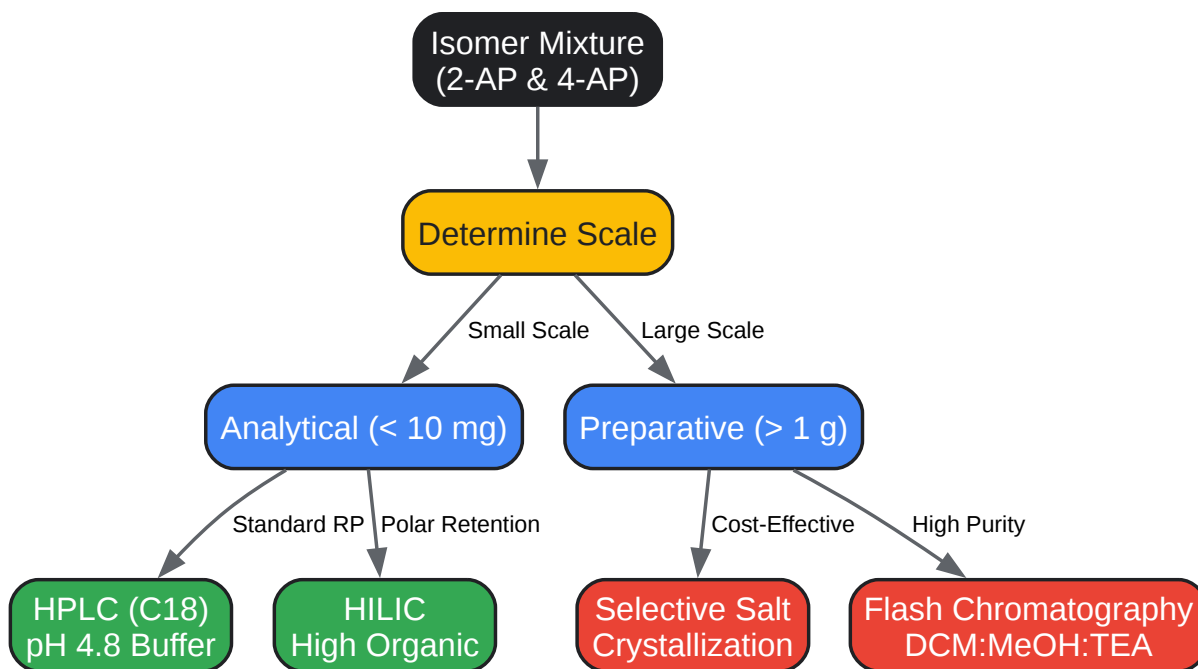 Isomer Mixture
(2-AP & 4-AP)
Determine Scale
Small Scale
Large Scale
Analytical (< 10 mg)
Preparative (> 1 g)
Standard RP
Polar Retention
Cost-Effective
High Purity
HPLC (C18)
pH 4.8 Buffer
HILIC
High Organic
Selective Salt
Crystallization
Flash Chromatography
DCM:MeOH:TEA